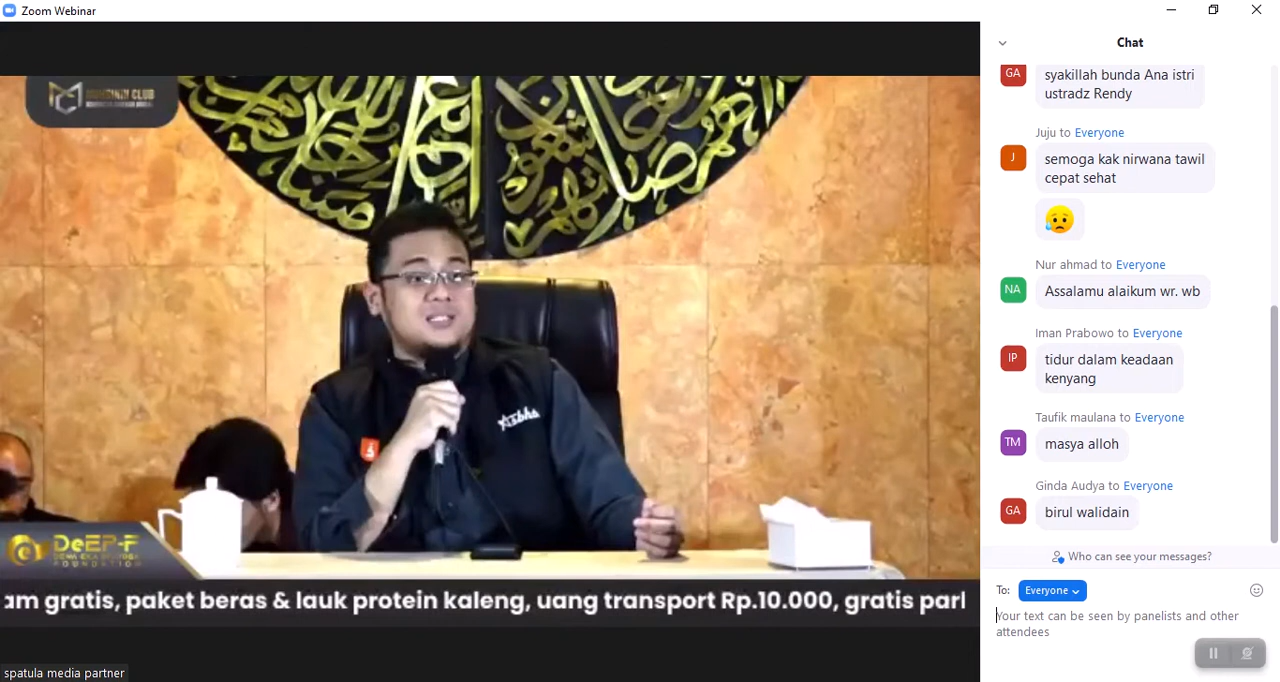 Zoom Webinar
DeEP-F
FOUNDATION
am gratis, paket beras & lauk protein kaleng, uang transport Rp.10.000, gratis parl
spatula media partner
Chat
GA
syakillah bunda Ana istri
ustradz Rendy
Juju to Everyone
J
semoga kak nirwana tawil
cepat sehat
Nur ahmad to Everyone
NA
Assalamu alaikum wr. wb
Iman Prabowo to Everyone
IP
tidur dalam keadaan
kenyang
Taufik maulana to Everyone
TM
masya alloh
Ginda Audya to Everyone
GA
birul walidain
Who can see your messages?
To: Everyone
Your text can be seen by panelists and other
attendees